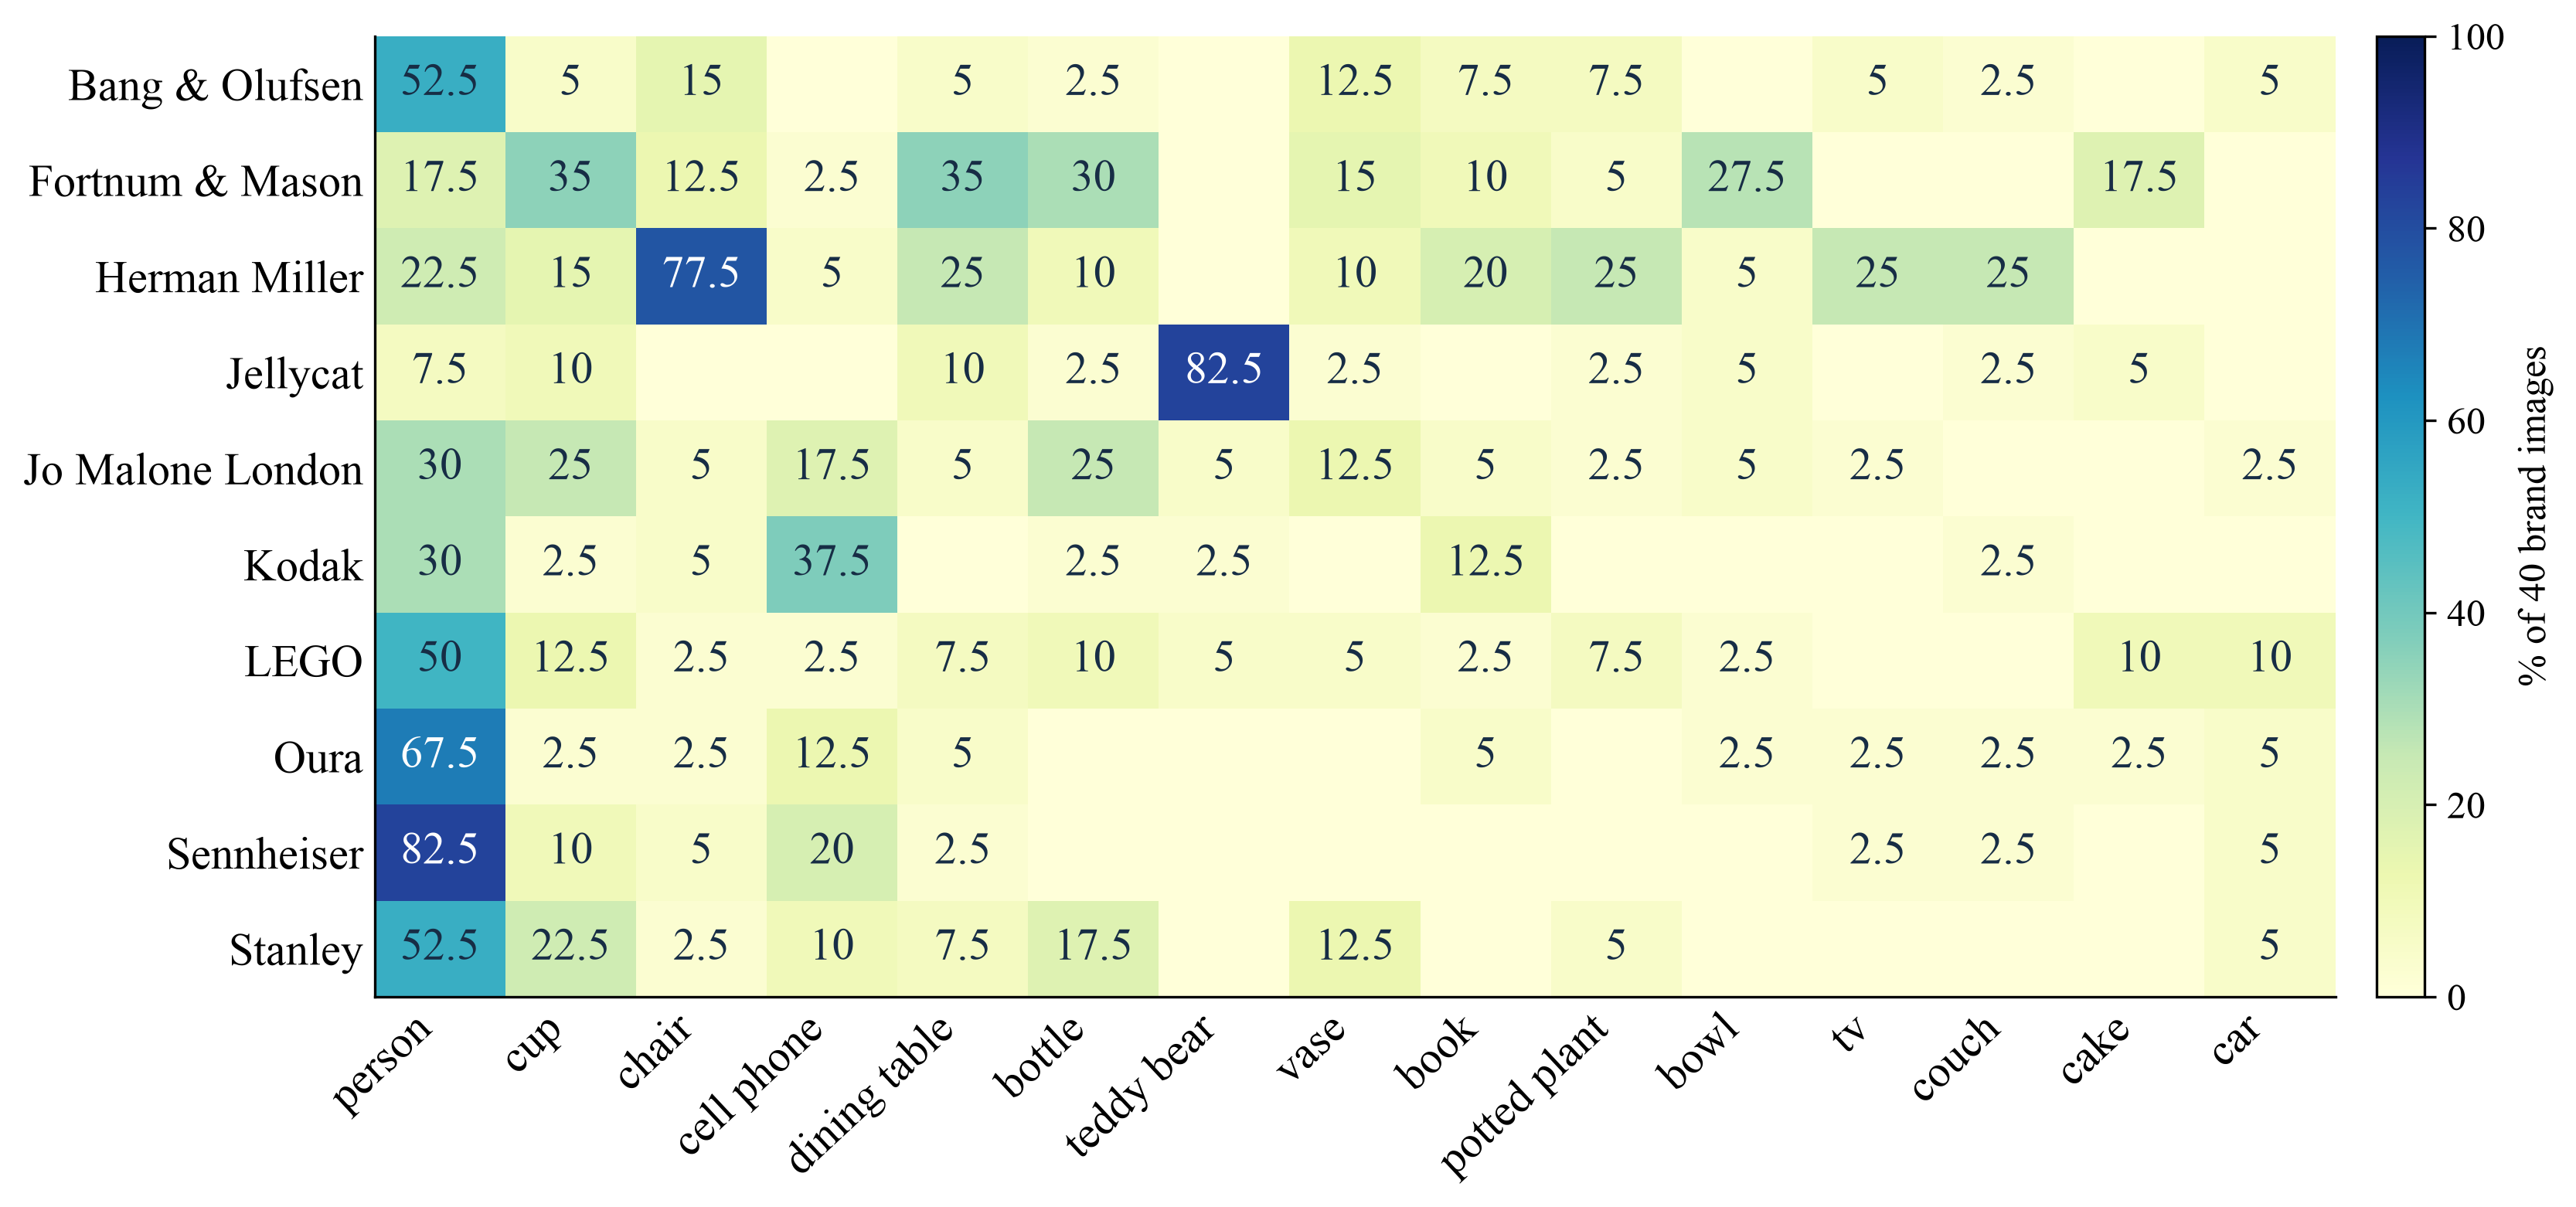 Bang & Olufsen 52.5 5 15 5 2.5 12.5 7.5 7.5 5 2.5 5
Fortnum & Mason 17.5 35 12.5 2.5 35 30 15 10 5 27.5 17.5
Herman Miller 22.5 15 77.5 5 25 10 10 20 25 5 25 25
Jellycat 7.5 10 10 2.5 82.5 2.5 2.5 5 2.5 5
Jo Malone London 30 25 5 17.5 5 25 5 12.5 5 2.5 5 2.5 2.5
Kodak 30 2.5 5 37.5 2.5 2.5 12.5 2.5
LEGO 50 12.5 2.5 2.5 7.5 10 5 5 2.5 7.5 2.5 10 10
Oura 67.5 2.5 2.5 12.5 5 5 2.5 2.5 2.5 2.5 5
Sennheiser 82.5 10 5 20 2.5 2.5 2.5 5
Stanley 52.5 22.5 2.5 10 7.5 17.5 12.5 5 5
person cup chair cell phone dining table bottle teddy bear vase book potted plant bowl tv couch cake car
100
80
60
40
20
0
% of 40 brand images